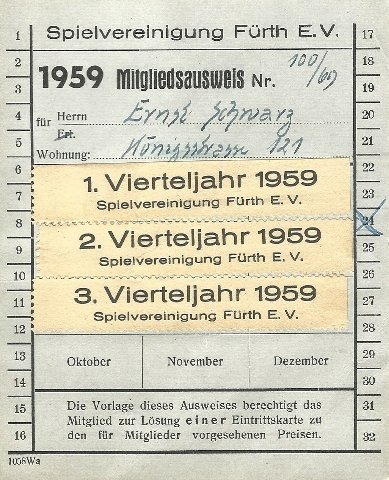 Spielvereinigung Fürth E. V.
1959 Mitgliedsausweis Nr. 100/60
für Herrn Ernst Schwarz
Frl.
Wohnung: Königstrasse 121
1. Vierteljahr 1959
Spielvereinigung Fürth E. V.
2. Vierteljahr 1959
Spielvereinigung Fürth E. V.
3. Vierteljahr 1959
Spielvereinigung Fürth E. V.
Oktober November Dezember
Die Vorlage dieses Ausweises berechtigt das
Mitglied zur Lösung einer Eintrittskarte zu
den für Mitglieder vorgesehenen Preisen.
1058Wa
1
2
3
4
5
6
7
8
9
10
11
12
13
14
15
16
17
18
19
20
21
22
23
24
25
26
27
28
29
30
31
32